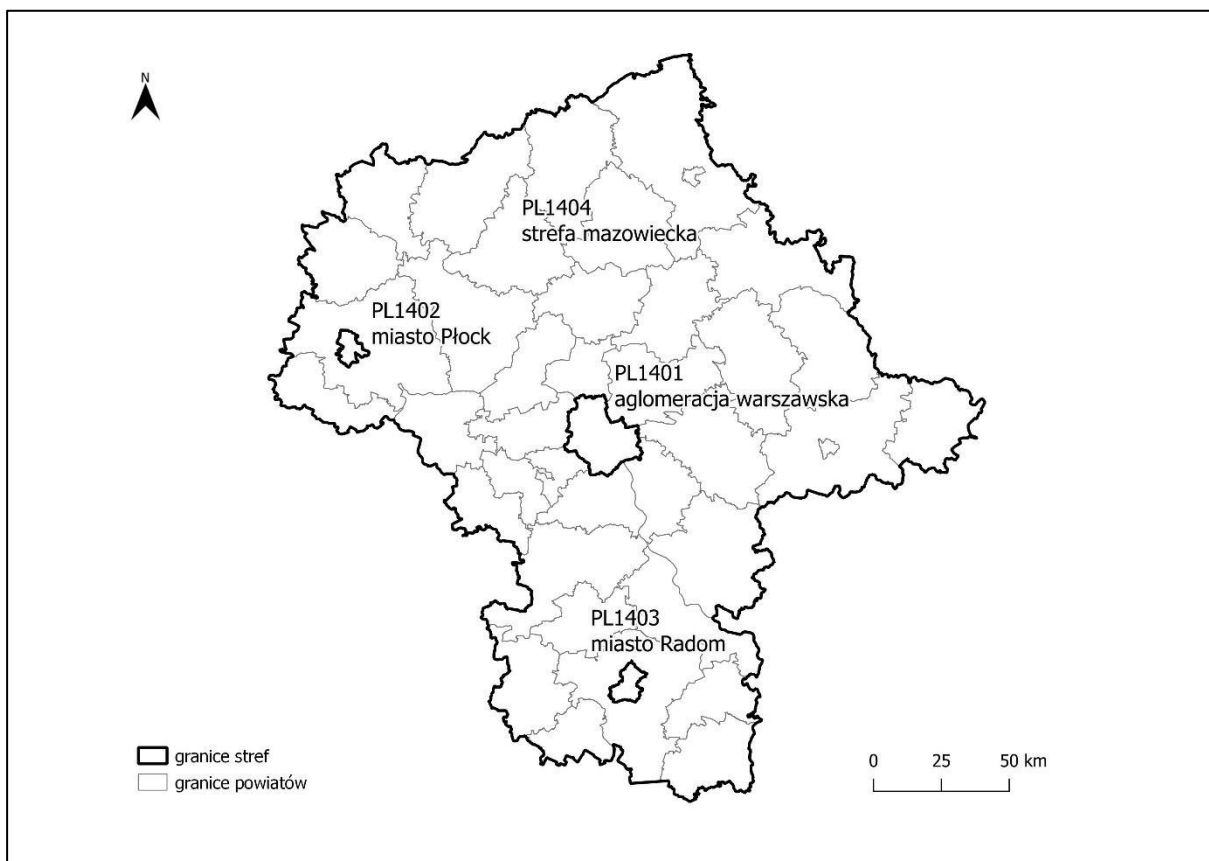 N
PL1404
strefa mazowiecka
PL1402
miasto Płock
PL1401
aglomeracja warszawska
PL1403
miasto Radom
granice stref
granice powiatów
0 25 50 km